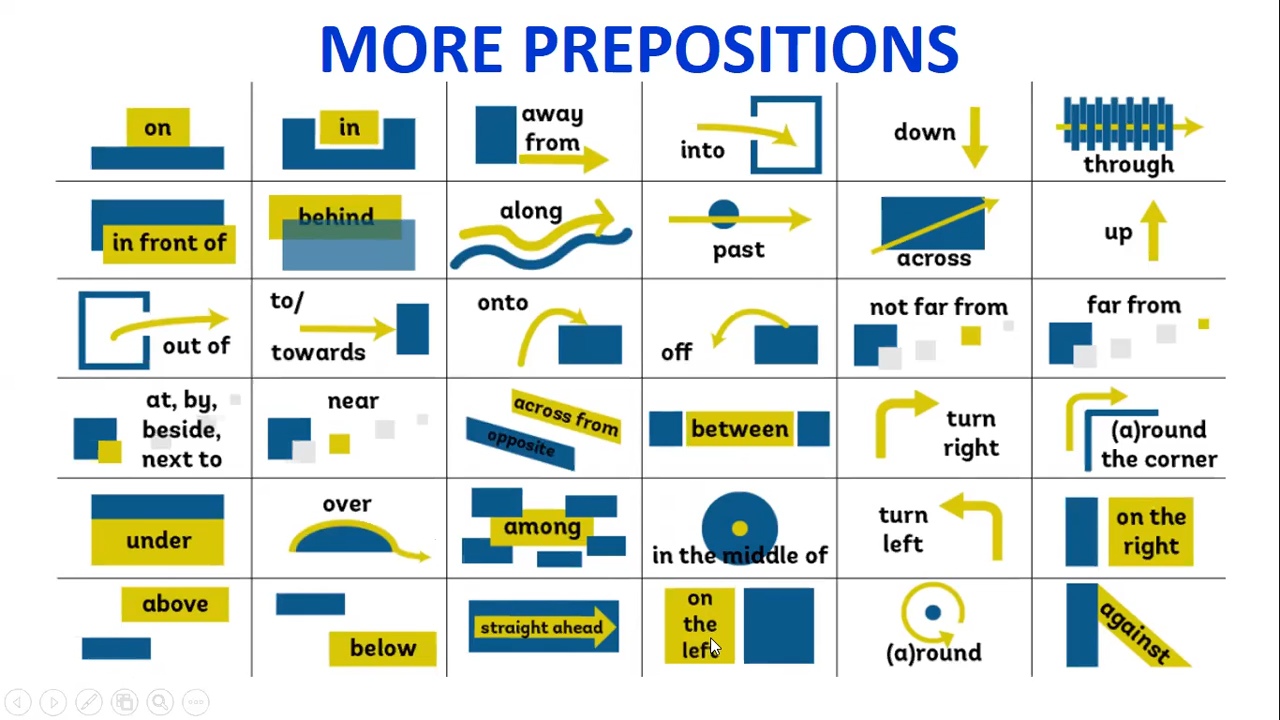 MORE PREPOSITIONS
on
in
away
from
into
down
through
in front of
behind
along
past
across
up
out of
to/
towards
onto
off
not far from
far from
at, by,
beside,
next to
near
across from
opposite
between
turn
right
(a)round
the corner
under
over
among
in the middle of
turn
left
on the
right
above
below
straight ahead
on
the
left
(a)round
against